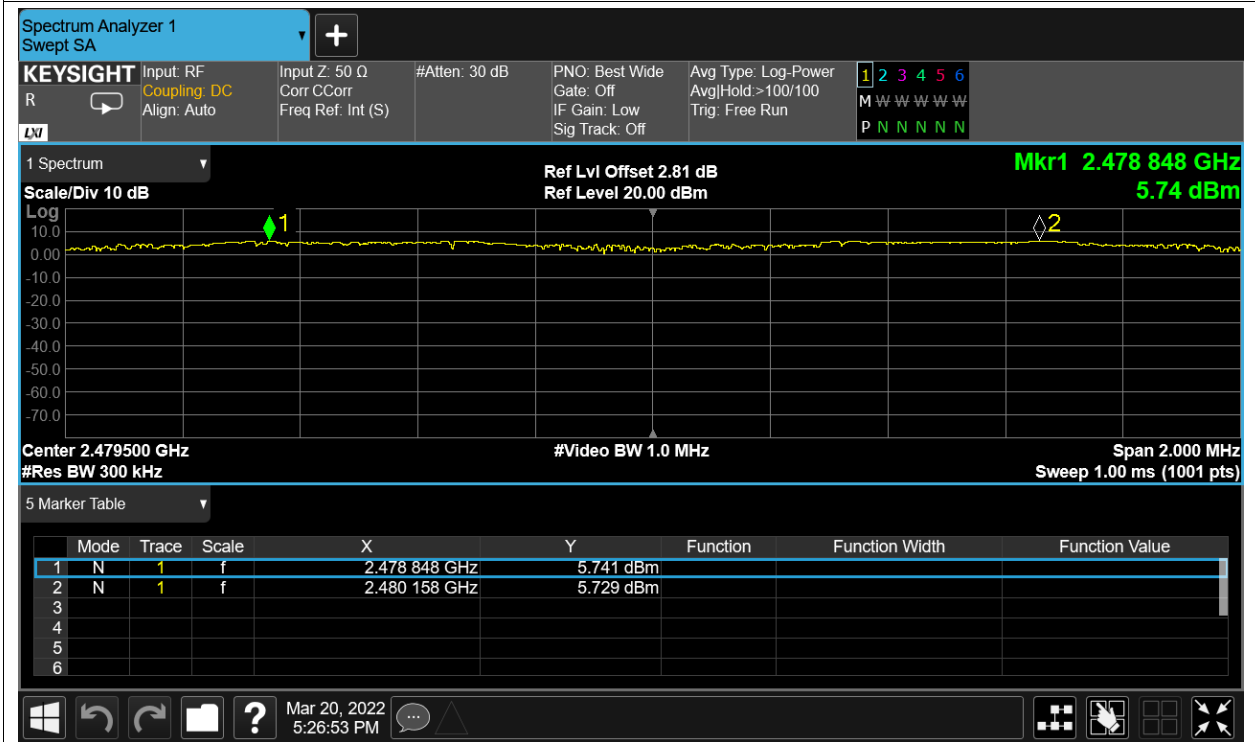 Spectrum Analyzer 1
Swept SA
+
KEYSIGHT Input: RF Input Z: 50 Ω #Atten: 30 dB PNO: Best Wide Avg Type: Log-Power 1 2 3 4 5 6
R Coupling: DC Corr CCorr Gate: Off Avg|Hold:>100/100 M W W W W W
Align: Auto Freq Ref: Int (S) IF Gain: Low Trig: Free Run
LXI Sig Track: Off P N N N N N N
1 Spectrum Ref Lvl Offset 2.81 dB Mkr1 2.478 848 GHz
Scale/Div 10 dB Ref Level 20.00 dBm 5.74 dBm
Log
1 2
10.0
0.00
-10.0
-20.0
-30.0
-40.0
-50.0
-60.0
-70.0
Center 2.479500 GHz #Video BW 1.0 MHz Span 2.000 MHz
#Res BW 300 kHz Sweep 1.00 ms (1001 pts)
5 Marker Table
Mode Trace Scale X Y Function Function Width Function Value
1 N 1 f 2.478 848 GHz 5.741 dBm
2 N 1 f 2.480 158 GHz 5.729 dBm
3
4
5
6
? Mar 20, 2022
5:26:53 PM